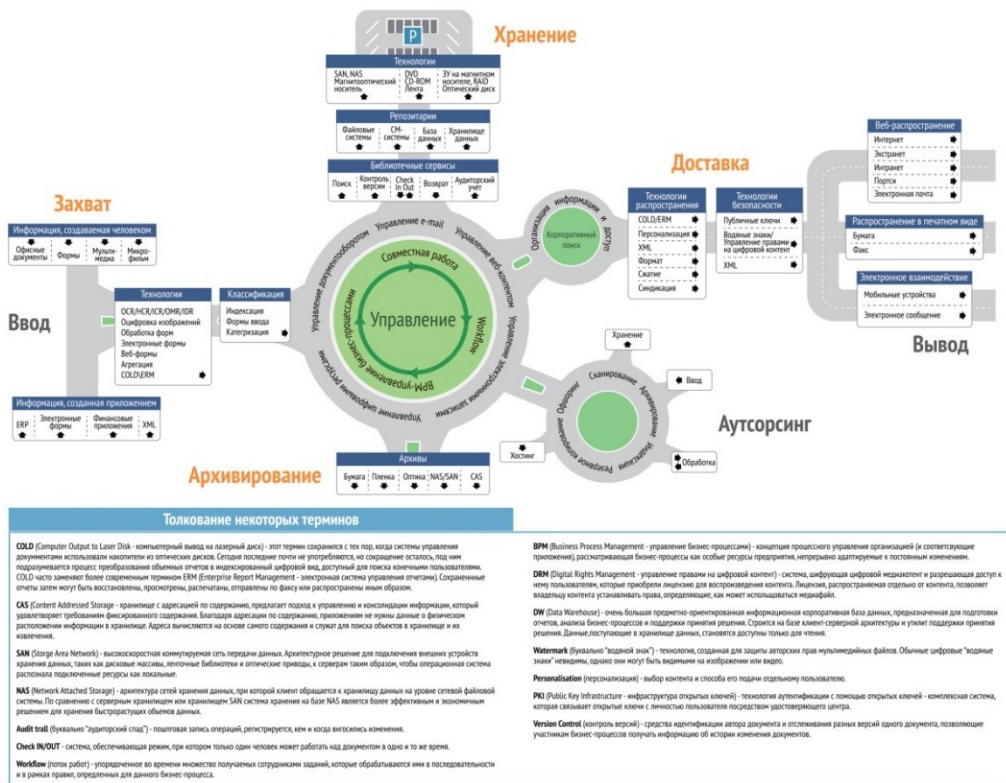 P
Хранение
Технологии
SAN, NAS
Магнитооптический
носитель
DVD
CD-ROM
Лента
ЗУ на магнитном
носителе, RAID
Оптический диск
Репозитарии
Файловые
системы
CM-
системы
База
данных
Хранилище
данных
Библиотечные сервисы
Поиск
Контроль
версии
Check
In Out
Возврат
Аудиторский
учет
Захват
Информация, создаваемая человеком
Офисные
документы
Формы
Мульти-
медиа
Микро-
фильм
Ввод
Технологии
OCR/HCR/ICR/OMR/IDR
Оцифровка изображений
Обработка форм
Электронные формы
Веб-формы
Агрегация
COLD\ERM
Классификация
Индексация
Формы ввода
Категризация
Информация, созданная приложением
ERP
Электронные
формы
Финансовые
приложения
XML
Управление документооборотом
Управление e-mail
Управление веб-контентом
Управление электронными записями
Управление цифровыми ресурсами
Совместная работа
Workflow
BPM-управление бизнес-процессами
Управление
Организация информации и доступ
Корпоративный
поиск
Доставка
Технологии
распространения
COLD/ERM
Персонализация
XML
Формат
Сжатие
Синдикация
Технологии
безопасности
Публичные ключи
Водяные знаки/
Управление правами
на цифровой контент
XML
Веб-распространение
Интернет
Экстранет
Интранет
Портси
Электронная почта
Распространение в печатном виде
Бумага
Факс
Электронное взаимодействие
Мобильные устройства
Электронное сообщение
Вывод
Хранение
Ввод
Обработка
Хостинг
Сканирование
Архивирование
Индексация
Резервное копирование
Офшоринг
Аутсорсинг
Архивирование
Архивы
Бумага
Пленка
Оптика
NAS/SAN
CAS
Толкование некоторых терминов
COLD (Computer Output to Laser Disk - компьютерный вывод на лазерный диск) - этот термин сохранился с тех пор, когда системы управления
документами использовали накопители из оптических дисков. Сегодня последние почти не употребляются, но сокращение осталось, под ним
подразумевается процесс преобразования объемных отчетов в индексированный цифровой вид, доступный для поиска конечными пользователями.
COLD часто заменяют более современным термином ERM (Enterprise Report Management - электронная система управления отчетами). Сохраненные
отчеты затем могут быть восстановлены, просмотрены, распечатаны, отправлены по факсу или распространены иным образом.
CAS (Content Addressed Storage - хранилище с адресацией по содержанию, предлагает подход к управлению и консолидации информации, который
удовлетворяет требованиям фиксированного содержания. Благодаря адресации по содержанию, приложениям не нужны данные о физическом
расположении информации в хранилище. Адреса вычисляются на основе самого содержания и служат для поиска объектов в хранилище и их
извлечения.
SAN (Storge Area Network) - высокоскоростная коммутируемая сеть передачи данных. Архитектурное решение для подключения внешних устройств
хранения данных, таких как дисковые массивы, ленточные библиотеки и оптические приводы, к серверам таким образом, чтобы операционная система
распознала подключенные ресурсы как локальные.
NAS (Network Attached Storage) - архитектура сетей хранения данных, при которой клиент обращается к хранилищу данных на уровне сетевой файловой
системы. По сравнению с серверным хранилищем или хранилищем SAN система хранения на базе NAS является более эффективным и экономичным
решением для хранения быстрорастущих объемов данных.
Audit trall (буквально "аудиторский след") - пошговая запись операций, регистрируется, кем и когда вигосились изменения.
Check IN/OUT - система, обеспечивающая режим, при котором только один человек может работать над документом в одно и то же время.
Workflow (поток работ) - упорядоченное во времени множество получаемых сотрудниками заданий, которые обрабатываются ими в последовательности
и в рамках правил, опредленных для данного бизнес-процесса.
BPM (Business Process Management - управление бизнес-процессами) - концепция процессного управления организацией (и соответствующие
приложения), рассматривающая бизнес-процессы как особые ресурсы предприятия, непрерывно адаптируемые к постоянным изменениям.
DRM (Digital Rights Management - управление правами на цифровой контент) - система, шифрующая цифровой медиаконтент и разрешающая доступ к
нему пользователям, которые приобрели лицензию для воспроизведения контента. Лицензия, распространяемая отдельно от контента, позволяет
владельцу контента устанавливать права, определяющие, как может использоваться медиафайл.
DW (Data Warehouse) - очень большая предметно-ориентированная информационная корпоративная база данных, предназначенная для подготовки
отчетов, анализа бизнес-процессов и поддержки принятия решения. Строится на базе клиент-серверной архитектуры и утилит поддержки принятия
решения. Данные,поступающие в хранилище данных, становятся доступны только для чтения.
Watermark (буквально "водяной знак") - технология, созданная для защиты авторских прав мультимедийных файлов. Обычные цифровые "водяные
знаки" невидимы, однако они могут быть видимыми на изображении или видео.
Personalisation (персонизация) - выбор контента и способа его подачи отдельному пользователю.
PKI (Public Key Infrastructure - инфраструктура открытых ключей) - технология аутентификации с помощью открытых ключей - комплексная система,
которая связывает открытые ключи с личностью пользователя посредством удостоверяющего центра.
Version Control (контроль версий) - средства идентификации автора документа и отслеживания разных версий одного документа, позволяющие
участникам бизнес-процессов получать информацию об истории изменения документов.